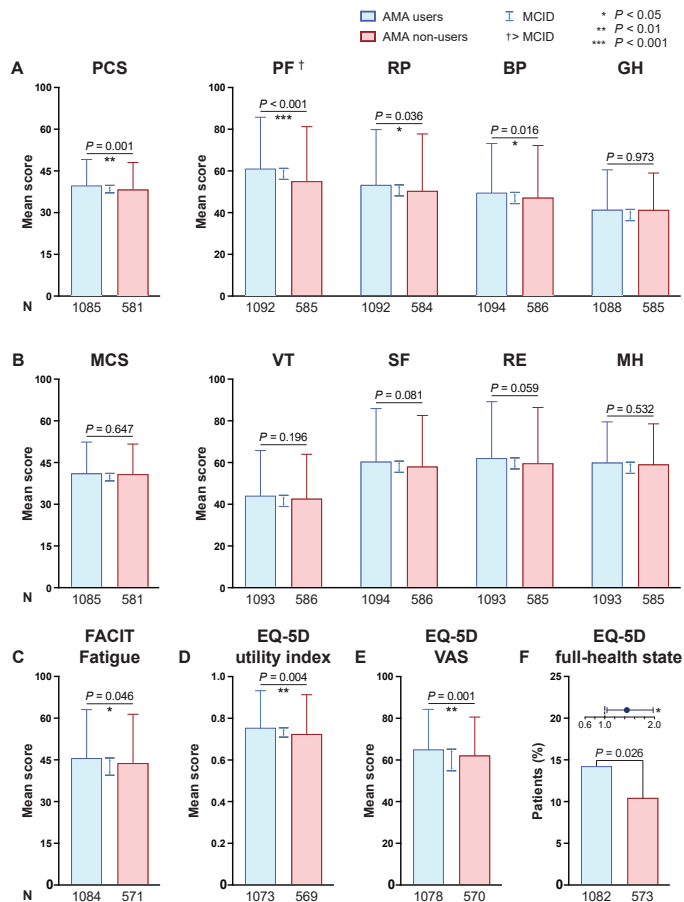 AMA users MCID * P < 0.05
AMA non-users †> MCID ** P < 0.01
*** P < 0.001
A PCS PF † RP BP GH
Mean score
100 60 45 30 15 0
P = 0.001
**
Mean score
100 80 60 40 20 0
P < 0.001
***
P = 0.036
*
P = 0.016
*
P = 0.973
N 1085 581 1092 585 1092 584 1094 586 1088 585
B MCS VT SF RE MH
Mean score
100 60 45 30 15 0
P = 0.647
Mean score
100 80 60 40 20 0
P = 0.196
P = 0.081
P = 0.059
P = 0.532
N 1085 581 1093 586 1094 586 1093 585 1093 585
C FACIT
Fatigue
Mean score
100 60 45 30 15 0
P = 0.046
*
N 1084 571
D EQ-5D
utility index
Mean score
1.0 0.8 0.6 0.4 0.2 0
P = 0.004
**
1073 569
E EQ-5D
VAS
Mean score
100 80 60 40 20 0
P = 0.001
**
1078 570
F EQ-5D
full-health state
Patients (%)
25 20 15 10 5 0
*
0.6 1.0 2.0
P = 0.026
1082 573